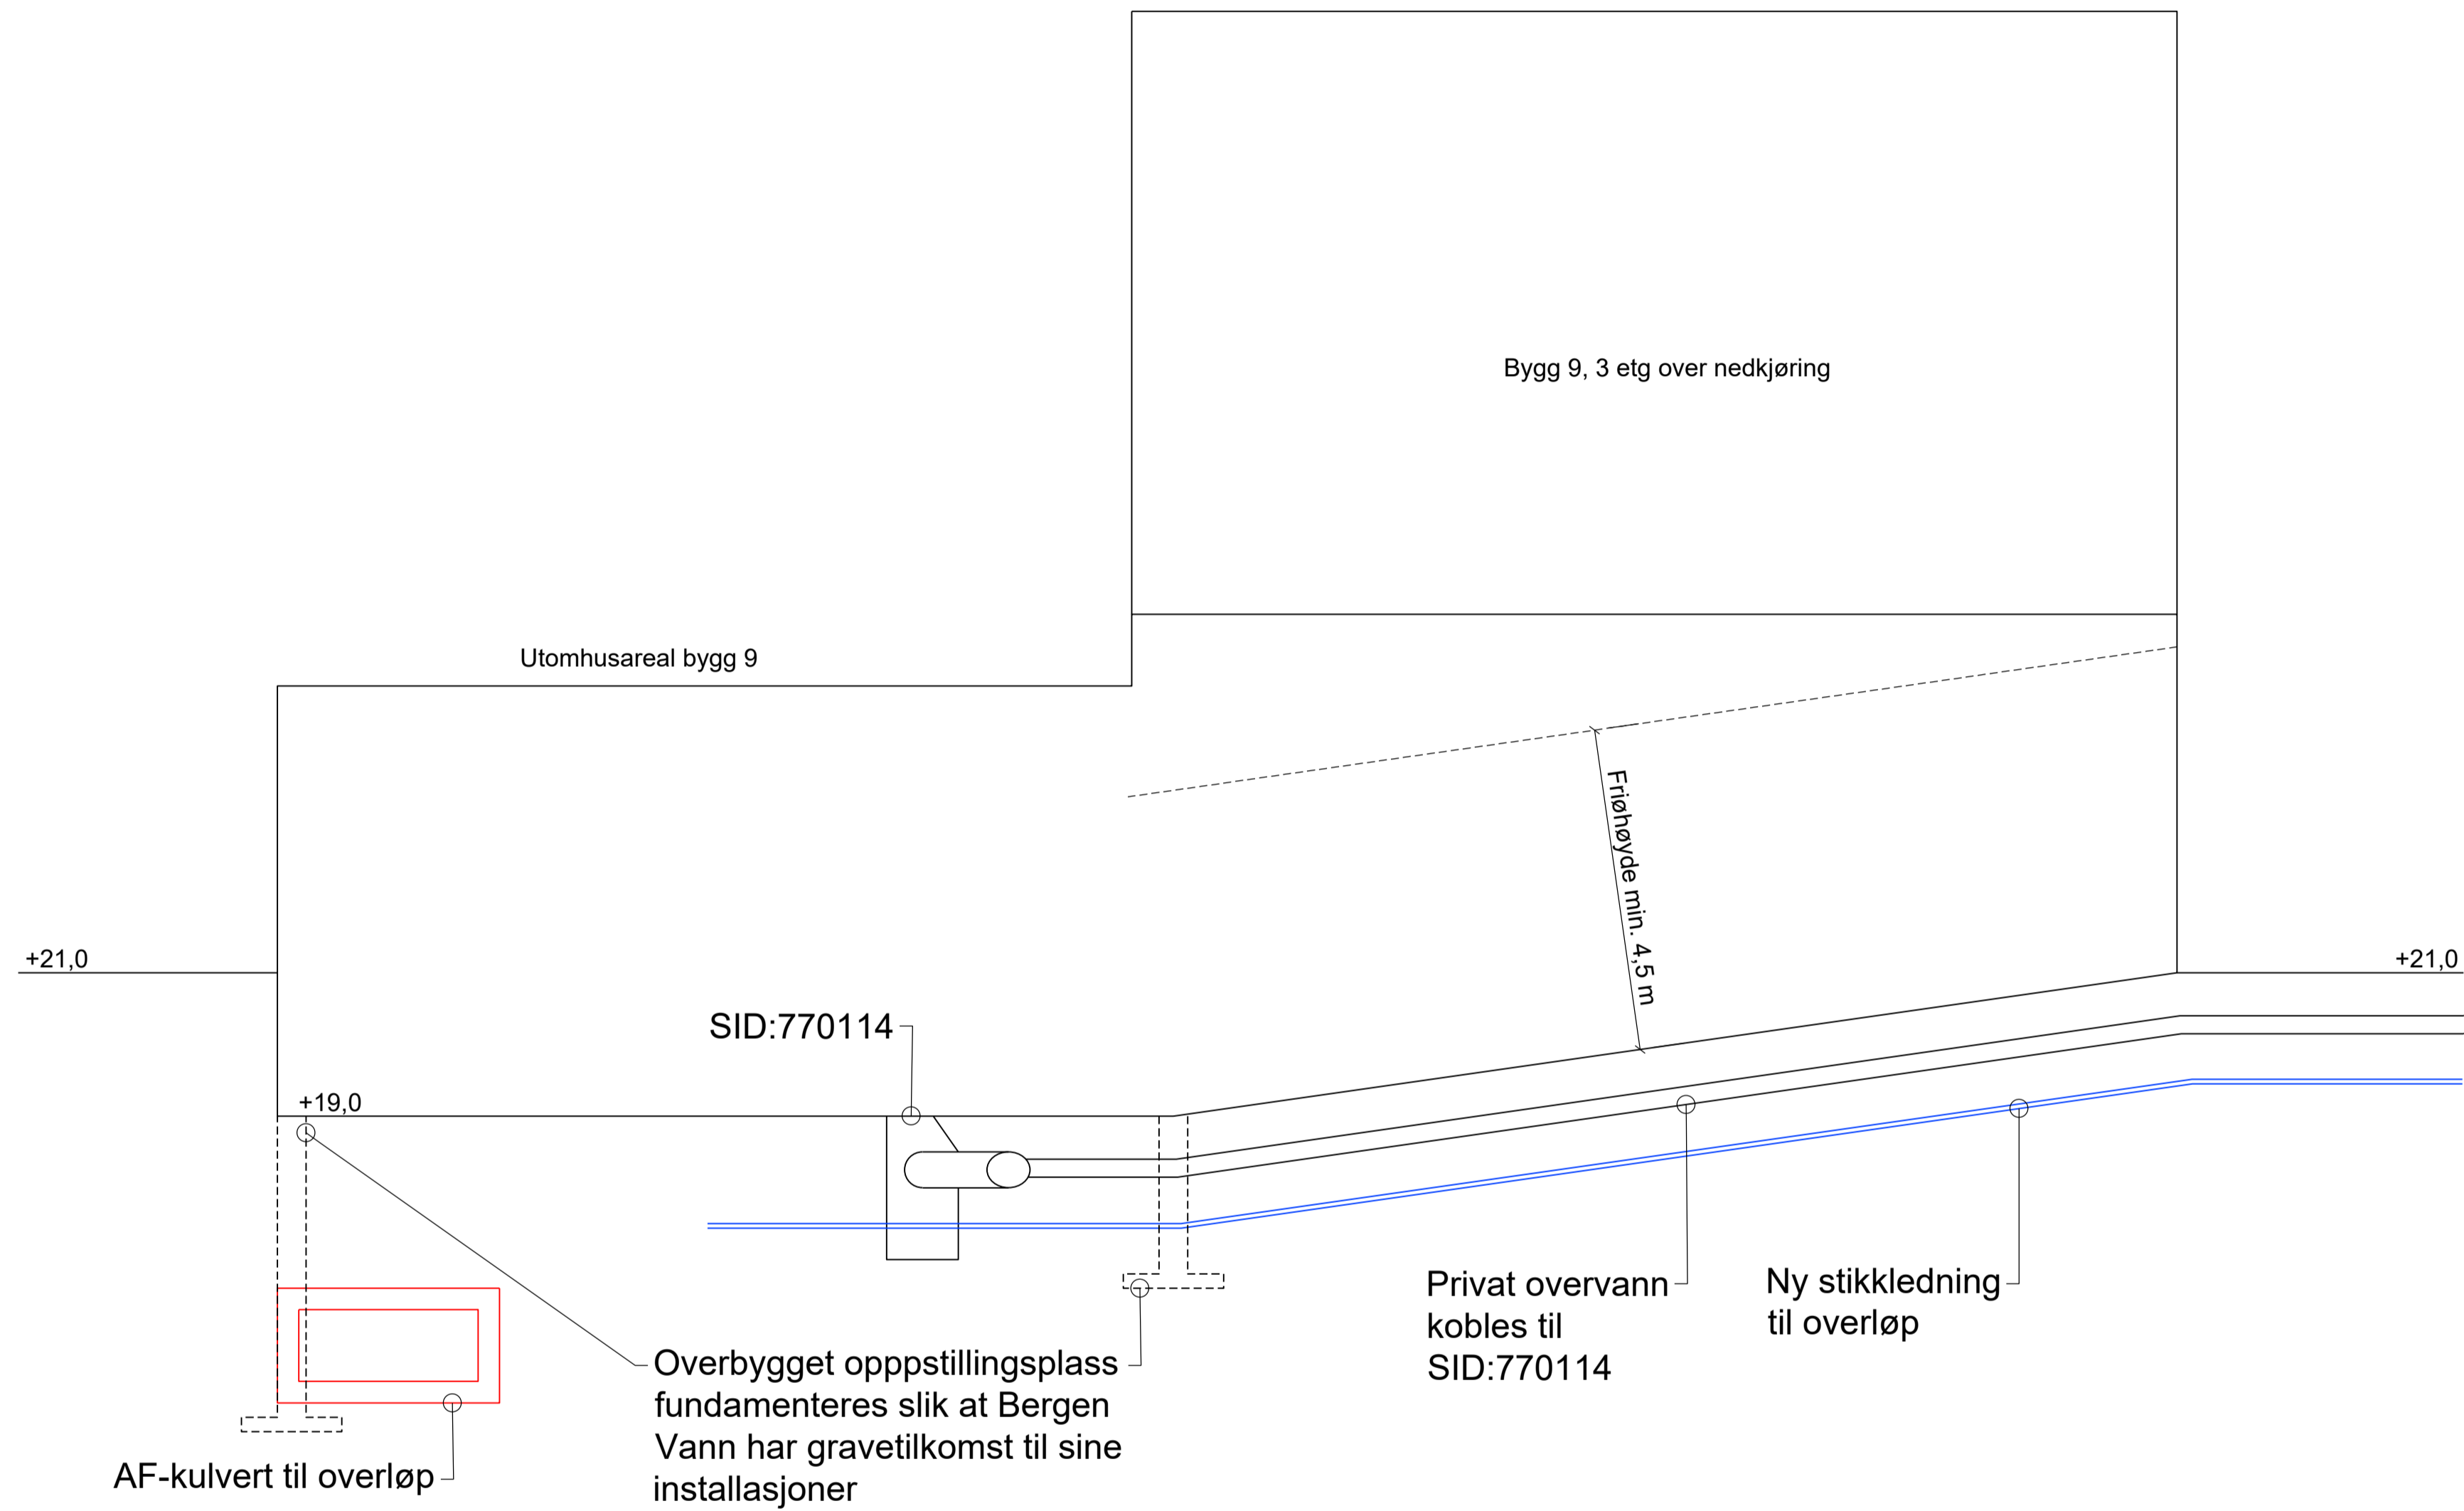 Bygg 9, 3 etg over nedkjøring
Utomhusareal bygg 9
Friøhøyde min. 4,5 m
+21,0
+21,0
SID:770114
+19,0
Privat overvann
kobles til
SID:770114
Ny stikkledning
til overløp
Overbygget opppstillingsplass
fundamenteres slik at Bergen
Vann har gravetilkomst til sine
installasjoner
AF-kulvert til overløp